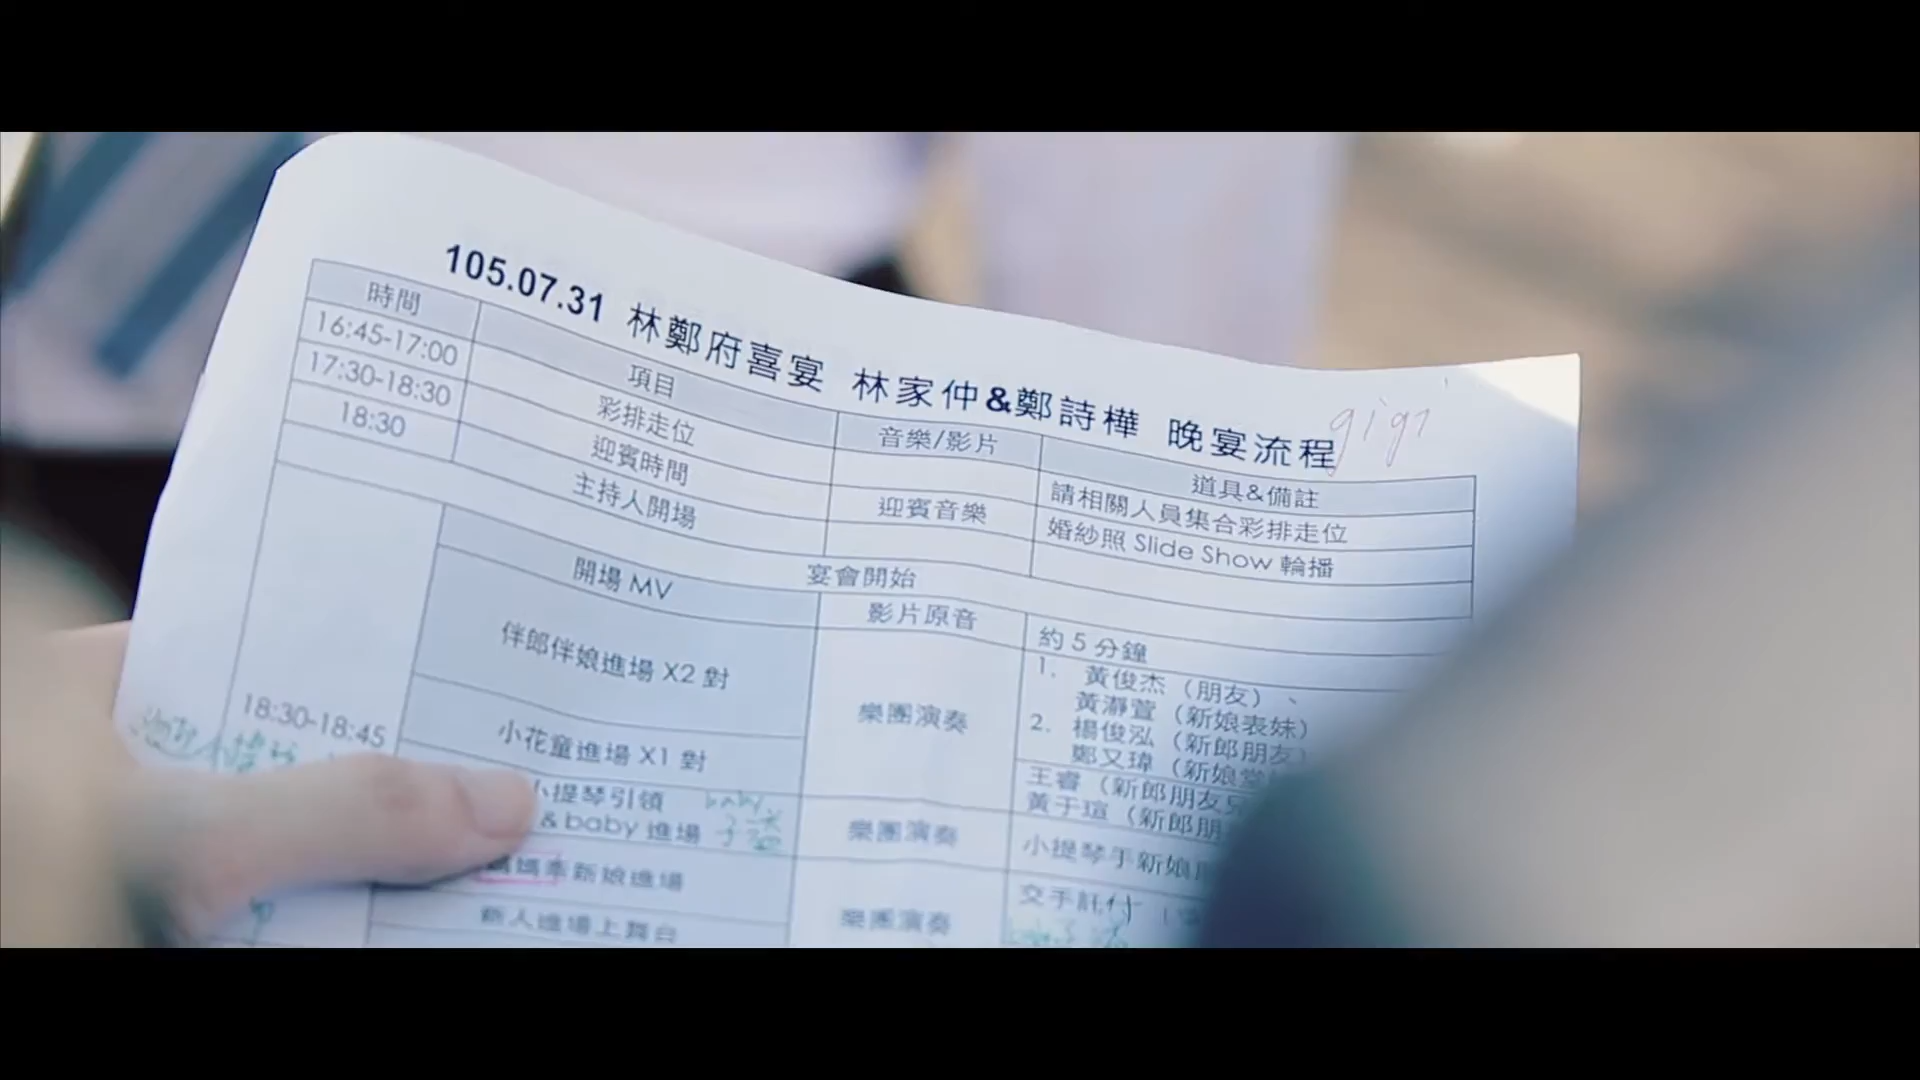 105.07.31 林鄭府喜宴 林家仲&鄭詩樺 晚宴流程
gigi
時間 項目 音樂/影片 道具&備註
16:45-17:00 彩排走位 請相關人員集合彩排走位
17:30-18:30 迎賓時間 迎賓音樂 婚紗照 Slide Show 輪播
18:30 主持人開場
宴會開始
開場 MV 影片原音 約 5 分鐘
18:30-18:45
伴郎伴娘進場 X2 對 樂團演奏
1. 黃俊杰（朋友）、
黃瀞萱（新娘表妹）
2. 楊俊泓（新郎朋友）
鄭又瑋（新娘堂
小花童進場 X1 對
王睿（新郎朋友兒
黃于瑄（新郎朋
小提琴引領
& baby 進場
baby
樂團演奏
小提琴手新娘
媽媽牽新娘進場 樂團演奏 交手託付
新人進場上舞台